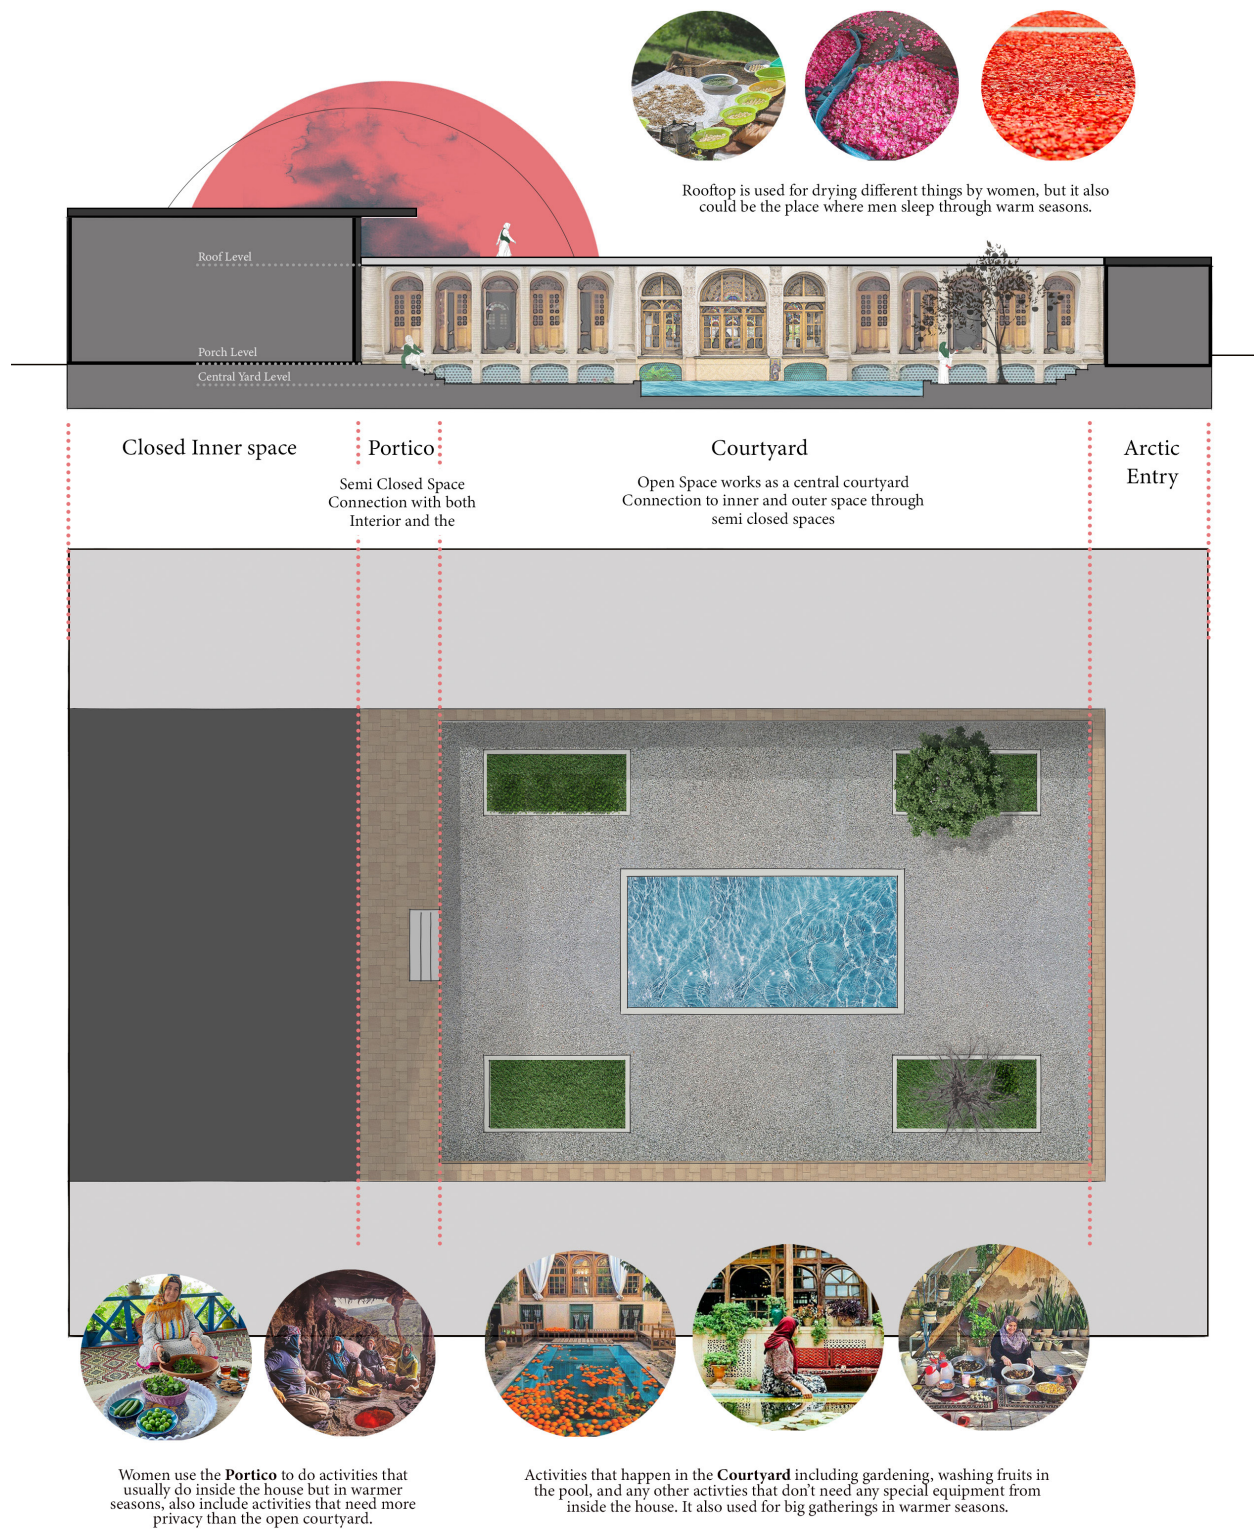 Rooftop is used for drying different things by women, but it also
could be the place where men sleep through warm seasons.
Roof Level
Porch Level
Central Yard Level
Closed Inner space
Portico
Semi Closed Space
Connection with both
Interior and the
Courtyard
Open Space works as a central courtyard
Connection to inner and outer space through
semi closed spaces
Arctic
Entry
Women use the Portico to do activities that
usually do inside the house but in warmer
seasons, also include activities that need more
privacy than the open courtyard.
Activities that happen in the Courtyard including gardening, washing fruits in
the pool, and any other activties that don't need any special equipment from
inside the house. It also used for big gatherings in warmer seasons.